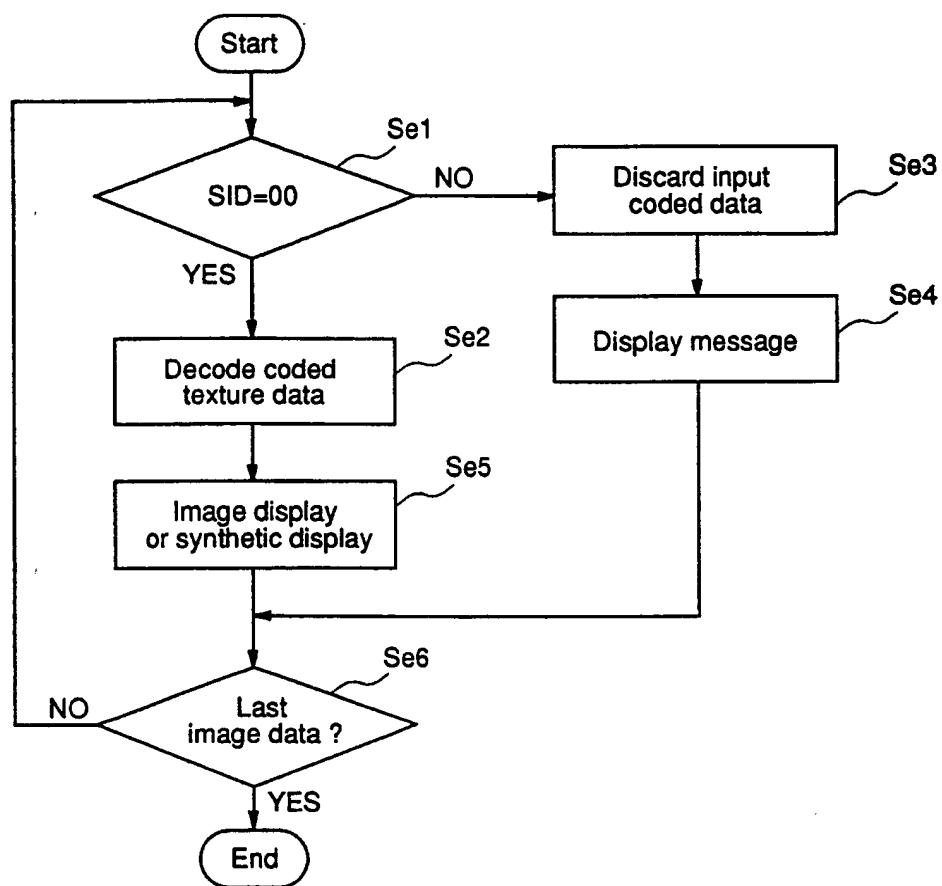 Start
Se1
SID=00
NO
YES
Se3
Discard input
coded data
Se4
Display message
Se2
Decode coded
texture data
Se5
Image display
or synthetic display
Se6
Last
image data ?
NO
YES
End